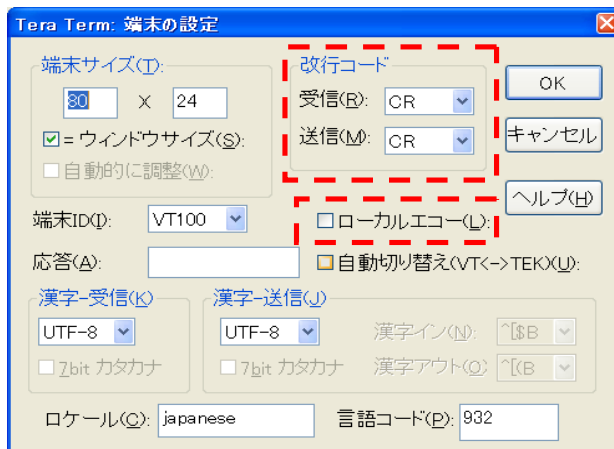 Tera Term: 端末の設定
端末サイズ(T):
80 X 24
☑= ウィンドウサイズ(S):
□自動的に調整(W):
改行コード
受信(R): CR
送信(M): CR
OK
キャンセル
ヘルプ(H)
端末ID(I): VT100
□ローカルエコー(L):
応答(A):
□自動切り替え(VT<->TEK)(U):
漢字-受信(K)
UTF-8
□7bit カタカナ
漢字-送信(J)
UTF-8
□7bit カタカナ
漢字イン(N): ^[$B
漢字アウト(O): ^[(B
ロケール(C): japanese
言語コード(P): 932